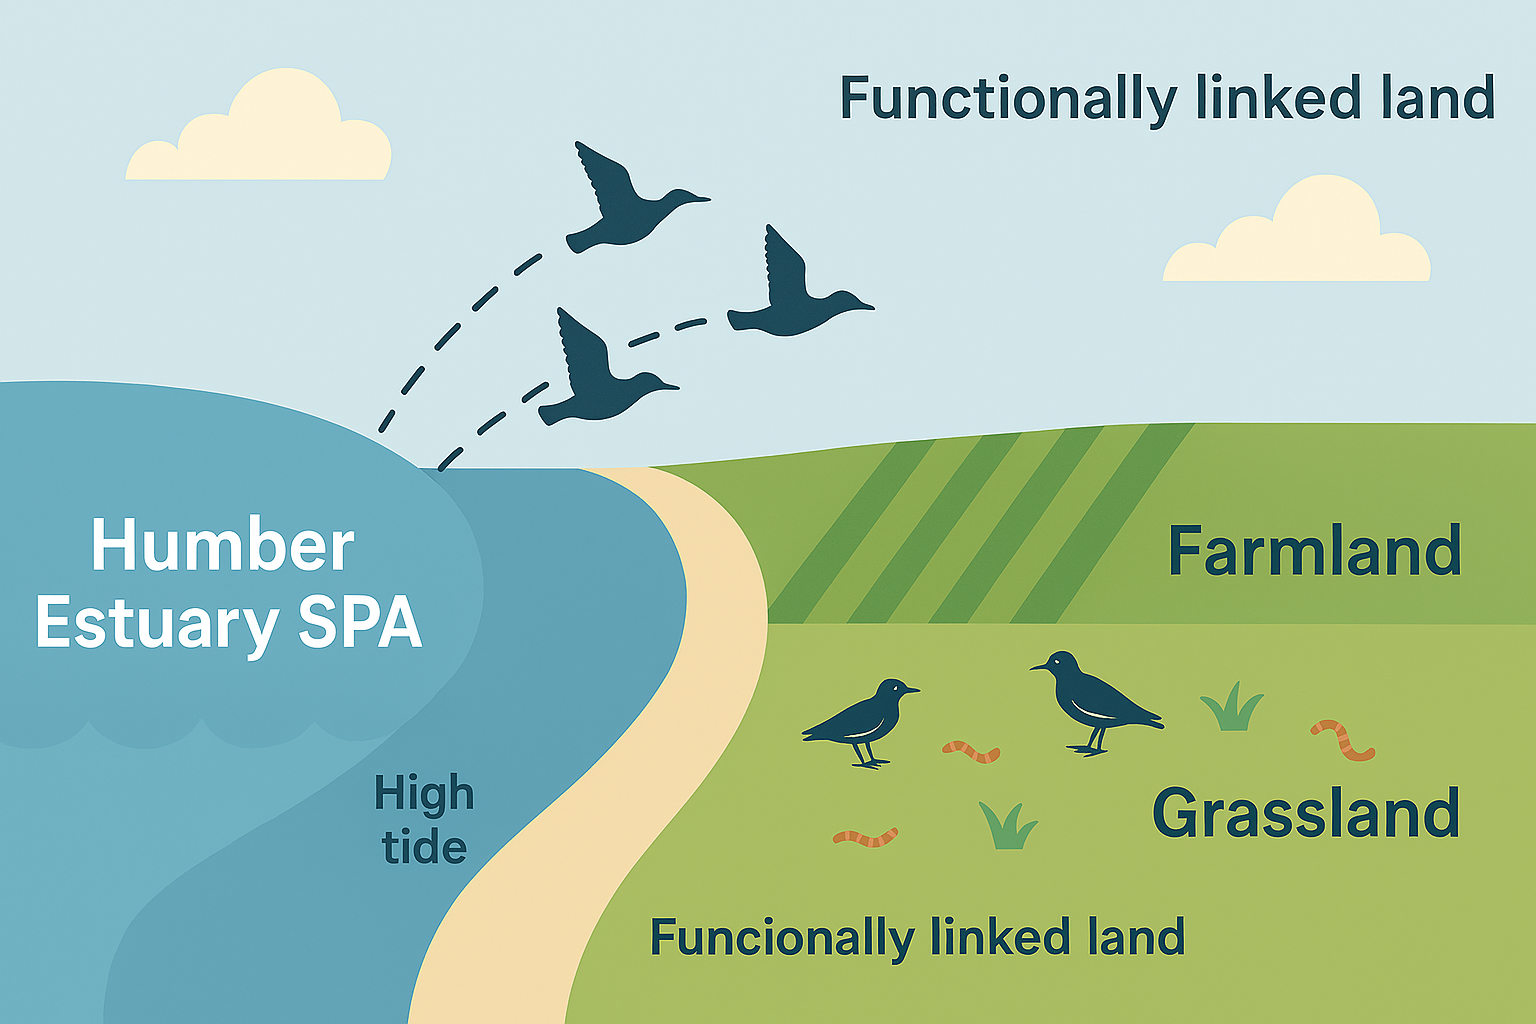 Functionally linked land
Humber
Estuary SPA
Farmland
High
tide
Grassland
Funcionally linked land